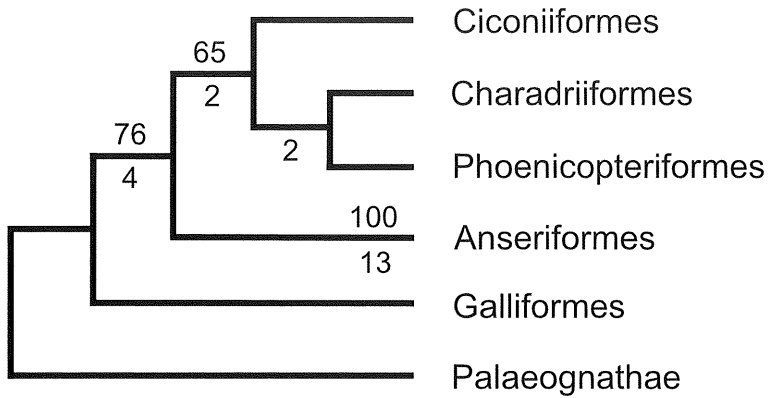 Ciconiiformes
65
2
Charadriiformes
76
2
4
Phoenicopteriformes
100
Anseriformes
13
Galliformes
Palaeognathae